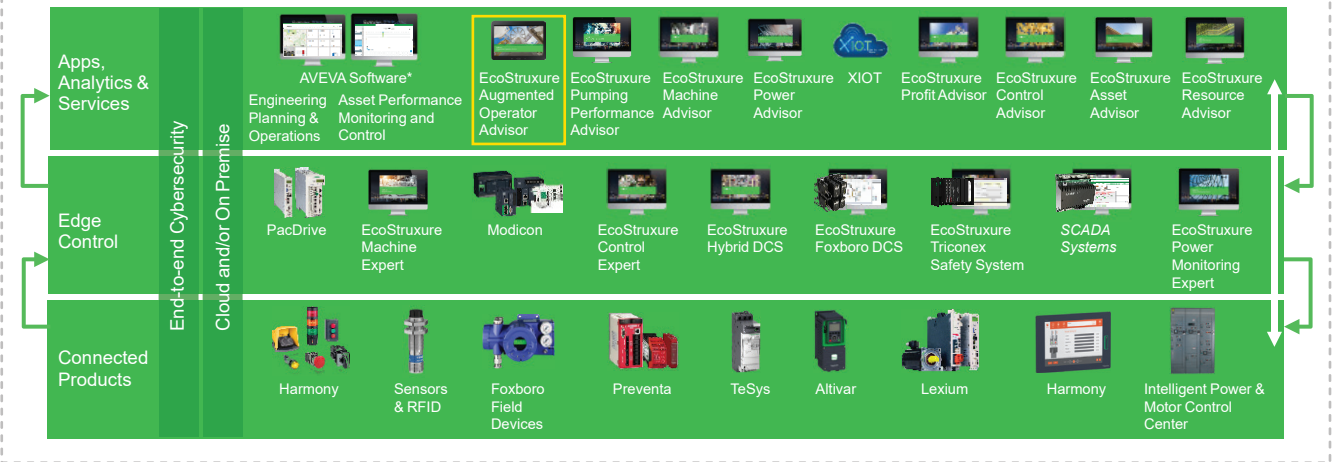 Apps,
Analytics &
Services
End-to-end Cybersecurity
Cloud and/or On Premise
AVEVA Software*
Engineering
Planning &
Operations
Asset Performance
Monitoring and
Control
EcoStruxure
Augmented
Operator
Advisor
EcoStruxure
Pumping
Performance
Advisor
EcoStruxure
Machine
Advisor
EcoStruxure
Power
Advisor
XIOT
XIOT
EcoStruxure
Profit Advisor
EcoStruxure
Control
Advisor
EcoStruxure
Asset
Advisor
EcoStruxure
Resource
Advisor
Edge
Control
PacDrive
EcoStruxure
Machine
Expert
Modicon
EcoStruxure
Control
Expert
EcoStruxure
Hybrid DCS
EcoStruxure
Foxboro DCS
EcoStruxure
Triconex
Safety System
SCADA
Systems
EcoStruxure
Power
Monitoring
Expert
Connected
Products
Harmony
Sensors
& RFID
Foxboro
Field
Devices
Preventa
TeSys
Altivar
Lexium
Harmony
Intelligent Power &
Motor Control
Center